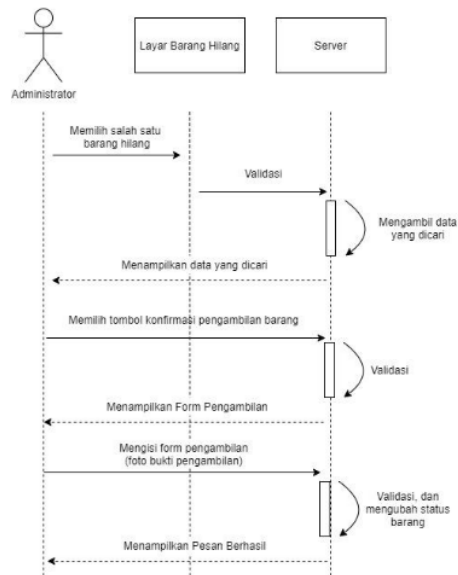 Layar Barang Hilang
Server
Administrator
Memilih salah satu
barang hilang
Validasi
Mengambil data
yang dicari
Menampilkan data yang dicari
Memilih tombol konfirmasi pengambilan barang
Validasi
Menampilkan Form Pengambilan
Mengisi form pengambilan
(foto bukti pengambilan)
Validasi, dan
mengubah status
barang
Menampilkan Pesan Berhasil